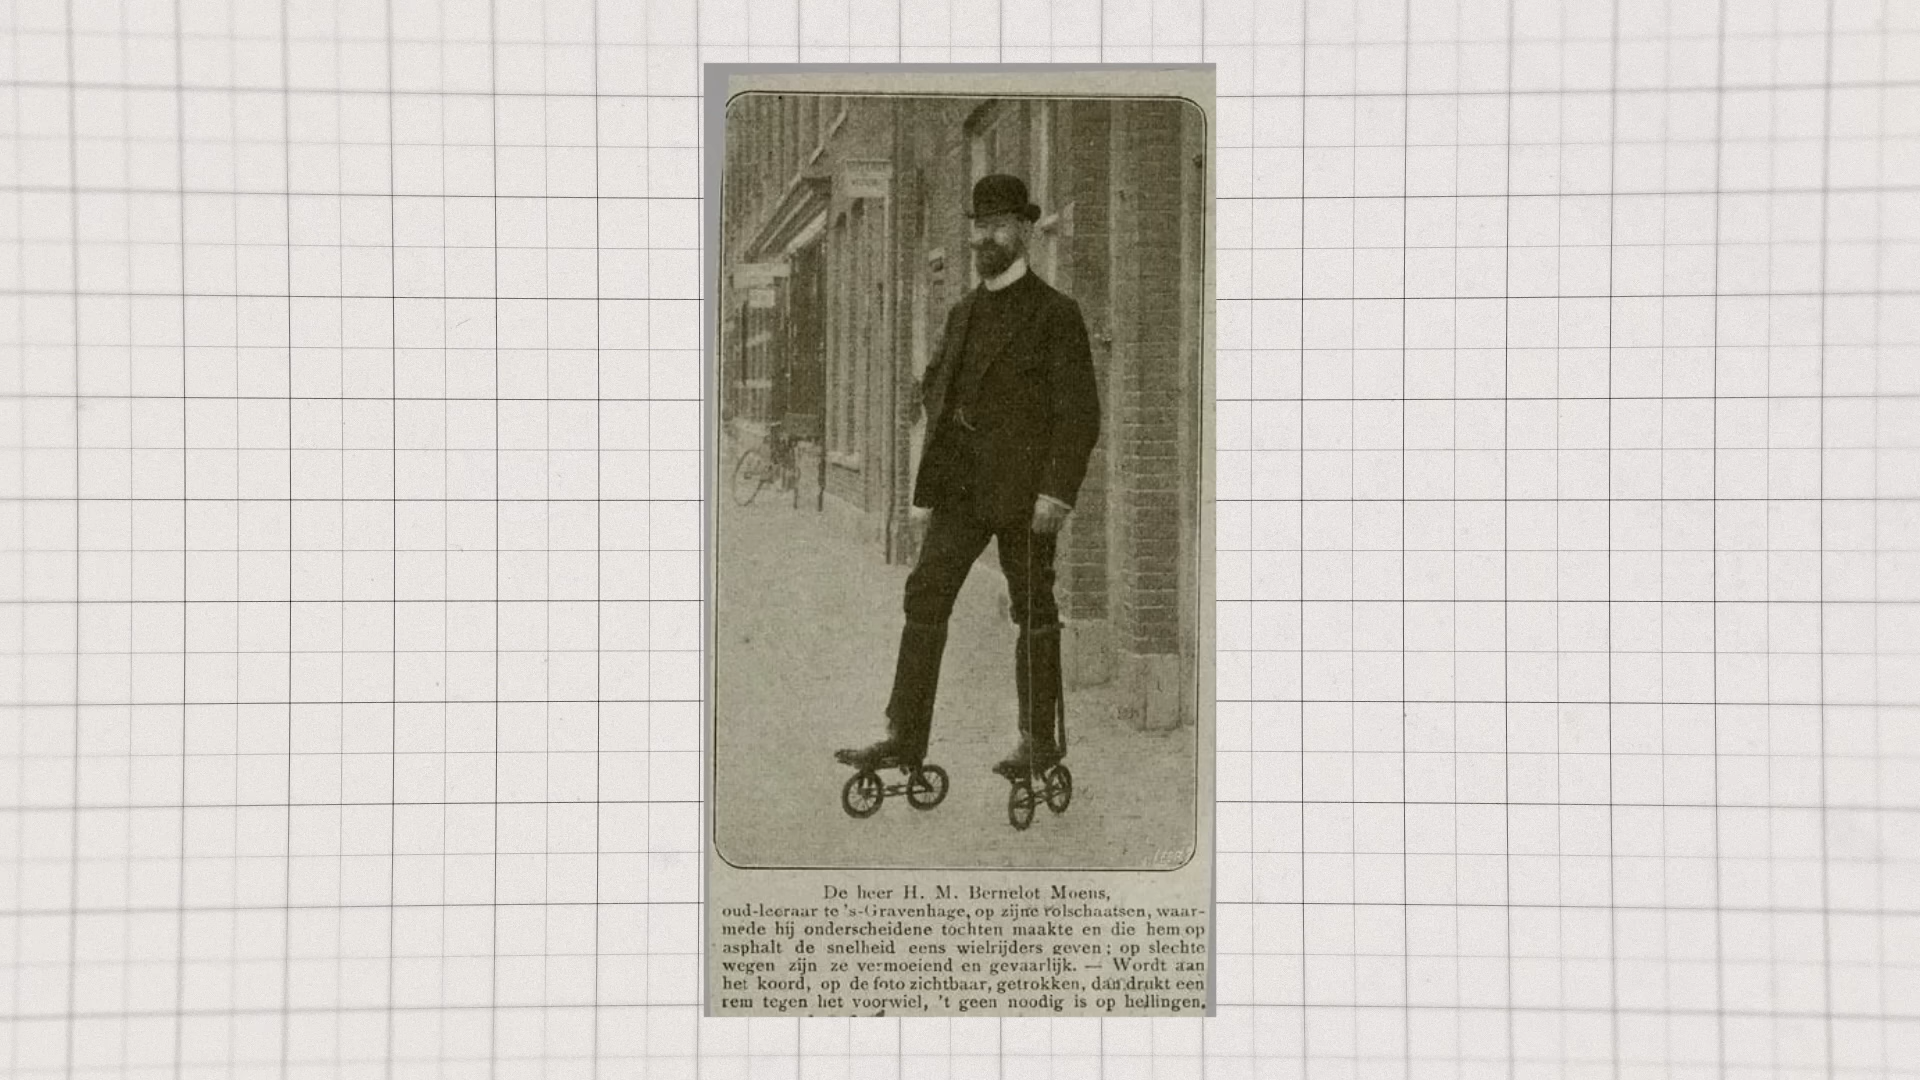 De heer H. M. Bernelot Moens,
oud-leeraar te 's-Gravenhage, op zijne rolschaatsen, waar-
mede hij onderscheidene tochten maakte en die hem op
asphalt de snelheid eens wielrijders geven; op slechte
wegen zijn ze vermoeiend en gevaarlijk. — Wordt aan
het koord, op de foto zichtbaar, getrokken, dan drukt een
rem tegen het voorwiel, 't geen noodig is op hellingen.